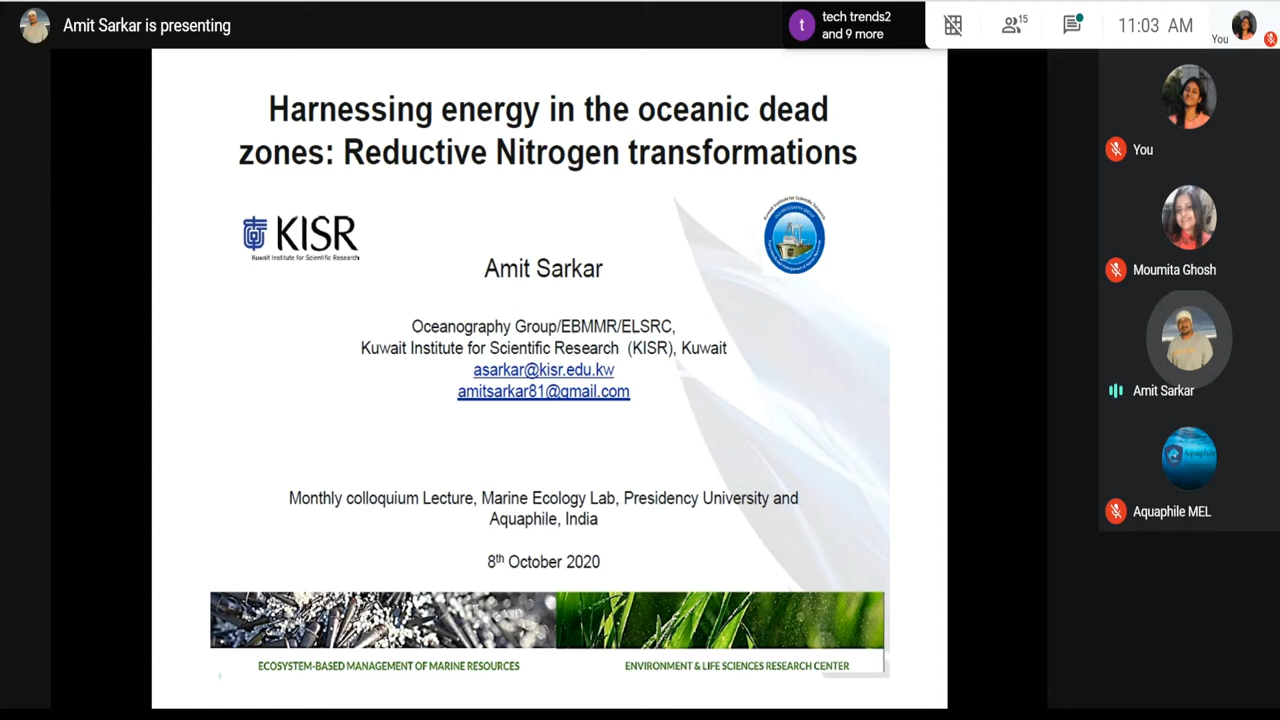 Amit Sarkar is presenting
t
tech trends2
and 9 more
15
11:03 AM
You
Harnessing energy in the oceanic dead
zones: Reductive Nitrogen transformations
KISR
Kuwait Institute for Scientific Research
Amit Sarkar
Oceanography Group/EBMMR/ELSRC,
Kuwait Institute for Scientific Research (KISR), Kuwait
asarkar@kisr.edu.kw
amitsarkar81@gmail.com
Monthly colloquium Lecture, Marine Ecology Lab, Presidency University and
Aquaphile, India
8th October 2020
ECOSYSTEM-BASED MANAGEMENT OF MARINE RESOURCES
ENVIRONMENT & LIFE SCIENCES RESEARCH CENTER
You
Moumita Ghosh
Amit Sarkar
Aquaphile
Aquaphile MEL